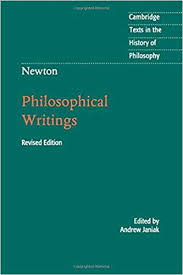 Cambridge
Texts in the
History of
Philosophy
Newton
Philosophical
Writings
Revised Edition
Edited by
Andrew Janiak